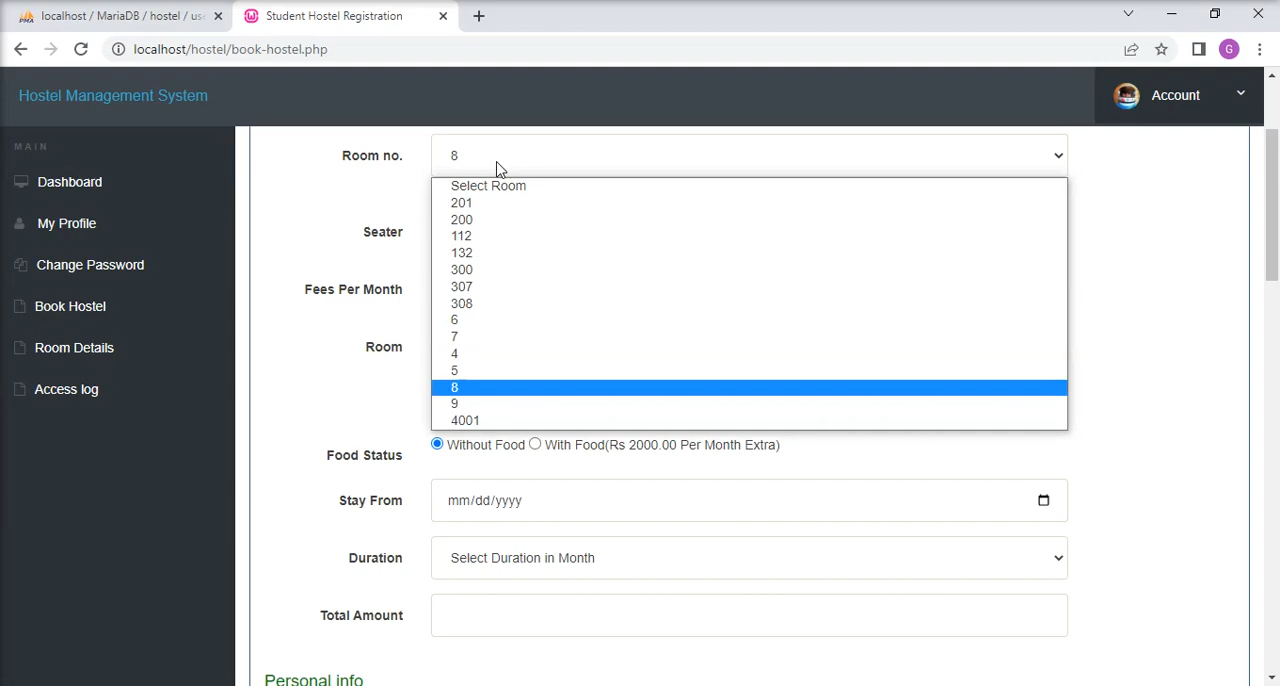 localhost / MariaDB / hostel / us
Student Hostel Registration
localhost/hostel/book-hostel.php
G
Hostel Management System
Account
MAIN
Dashboard
My Profile
Change Password
Book Hostel
Room Details
Access log
Room no.
8
Select Room
201
200
112
132
300
307
308
6
7
4
5
8
9
4001
Seater
Fees Per Month
Room
Food Status
Without Food With Food(Rs 2000.00 Per Month Extra)
Stay From
mm/dd/yyyy
Duration
Select Duration in Month
Total Amount
Personal info